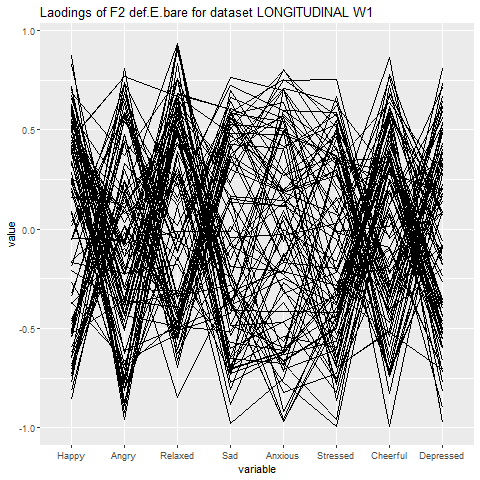 Laodings of F2 def.E.bare for dataset LONGITUDINAL W1
1.0
0.5
0.0
-0.5
-1.0
value
Happy Angry Relaxed Sad Anxious Stressed Cheerful Depressed
variable